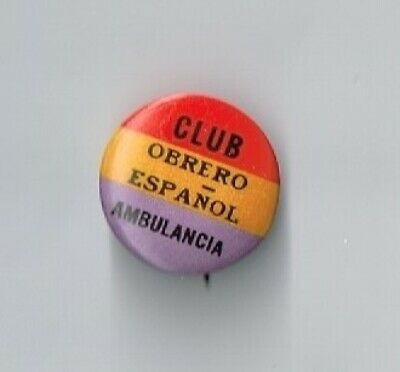 CLUB
OBRERO
–
ESPAÑOL
AMBULANCIA